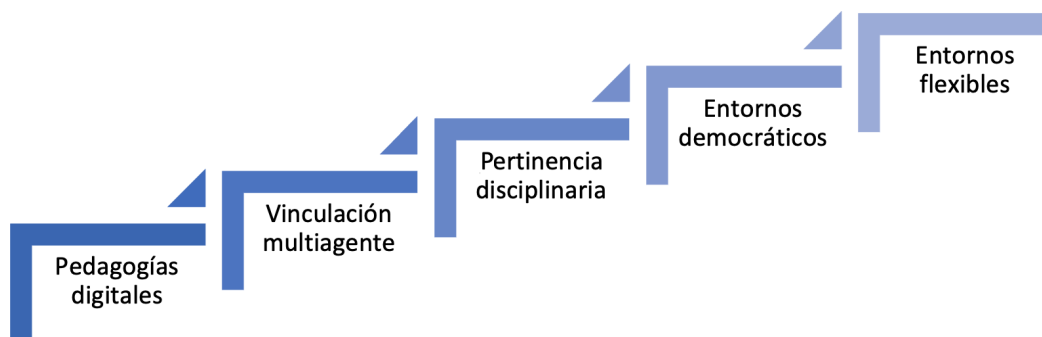 Pedagogías
digitales
Vinculación
multiagente
Pertinencia
disciplinaria
Entornos
democráticos
Entornos
flexibles